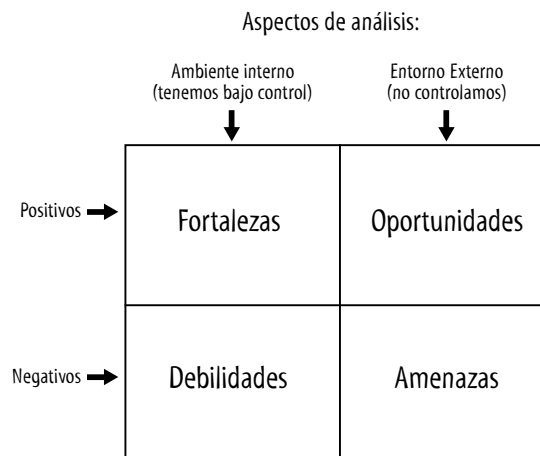 Aspectos de análisis:
Ambiente interno
(tenemos bajo control)
Entorno Externo
(no controlamos)
Positivos
Fortalezas
Oportunidades
Negativos
Debilidades
Amenazas